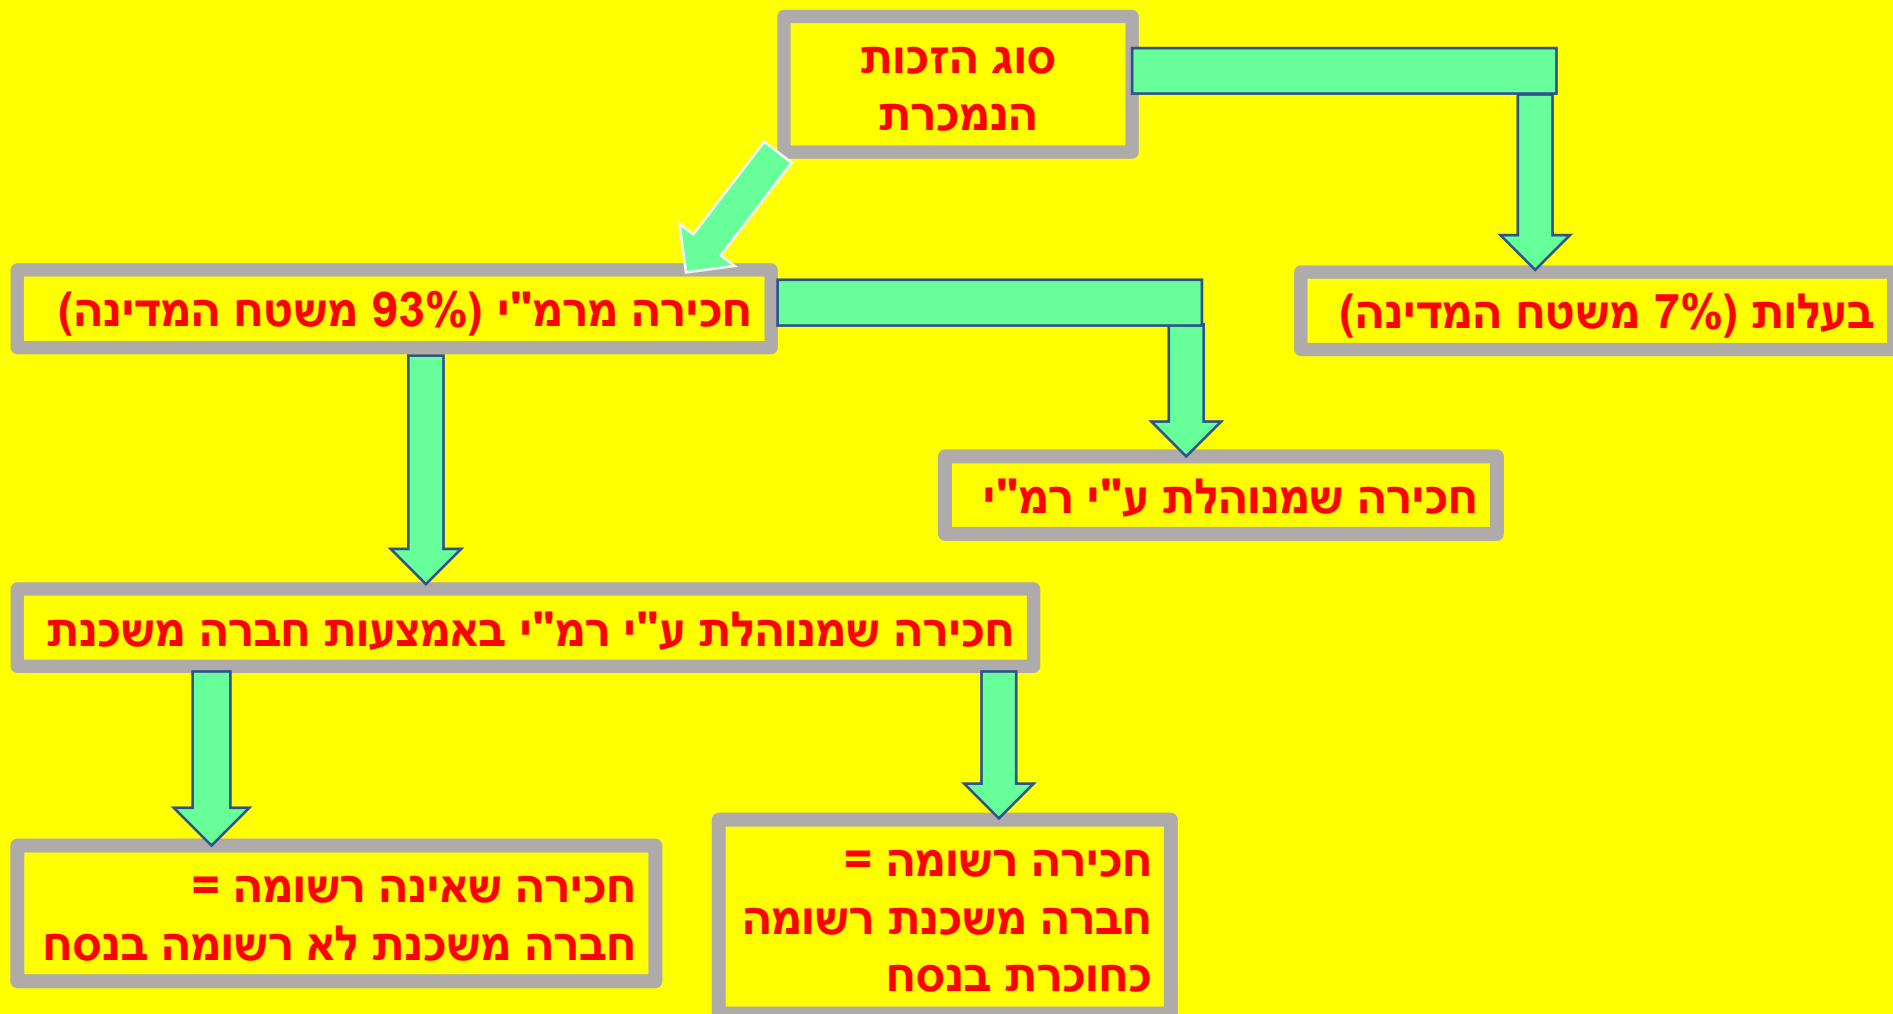 סוג הזכות
הנמכרת
בעלות (7% משטח המדינה)
חכירה מרמ"י (93% משטח המדינה)
חכירה שמנוהלת ע"י רמ"י
חכירה שמנוהלת ע"י רמ"י באמצעות חברה משכנת
חכירה רשומה =
חברה משכנת רשומה
כחוכרת בנסח
חכירה שאינה רשומה =
חברה משכנת לא רשומה בנסח